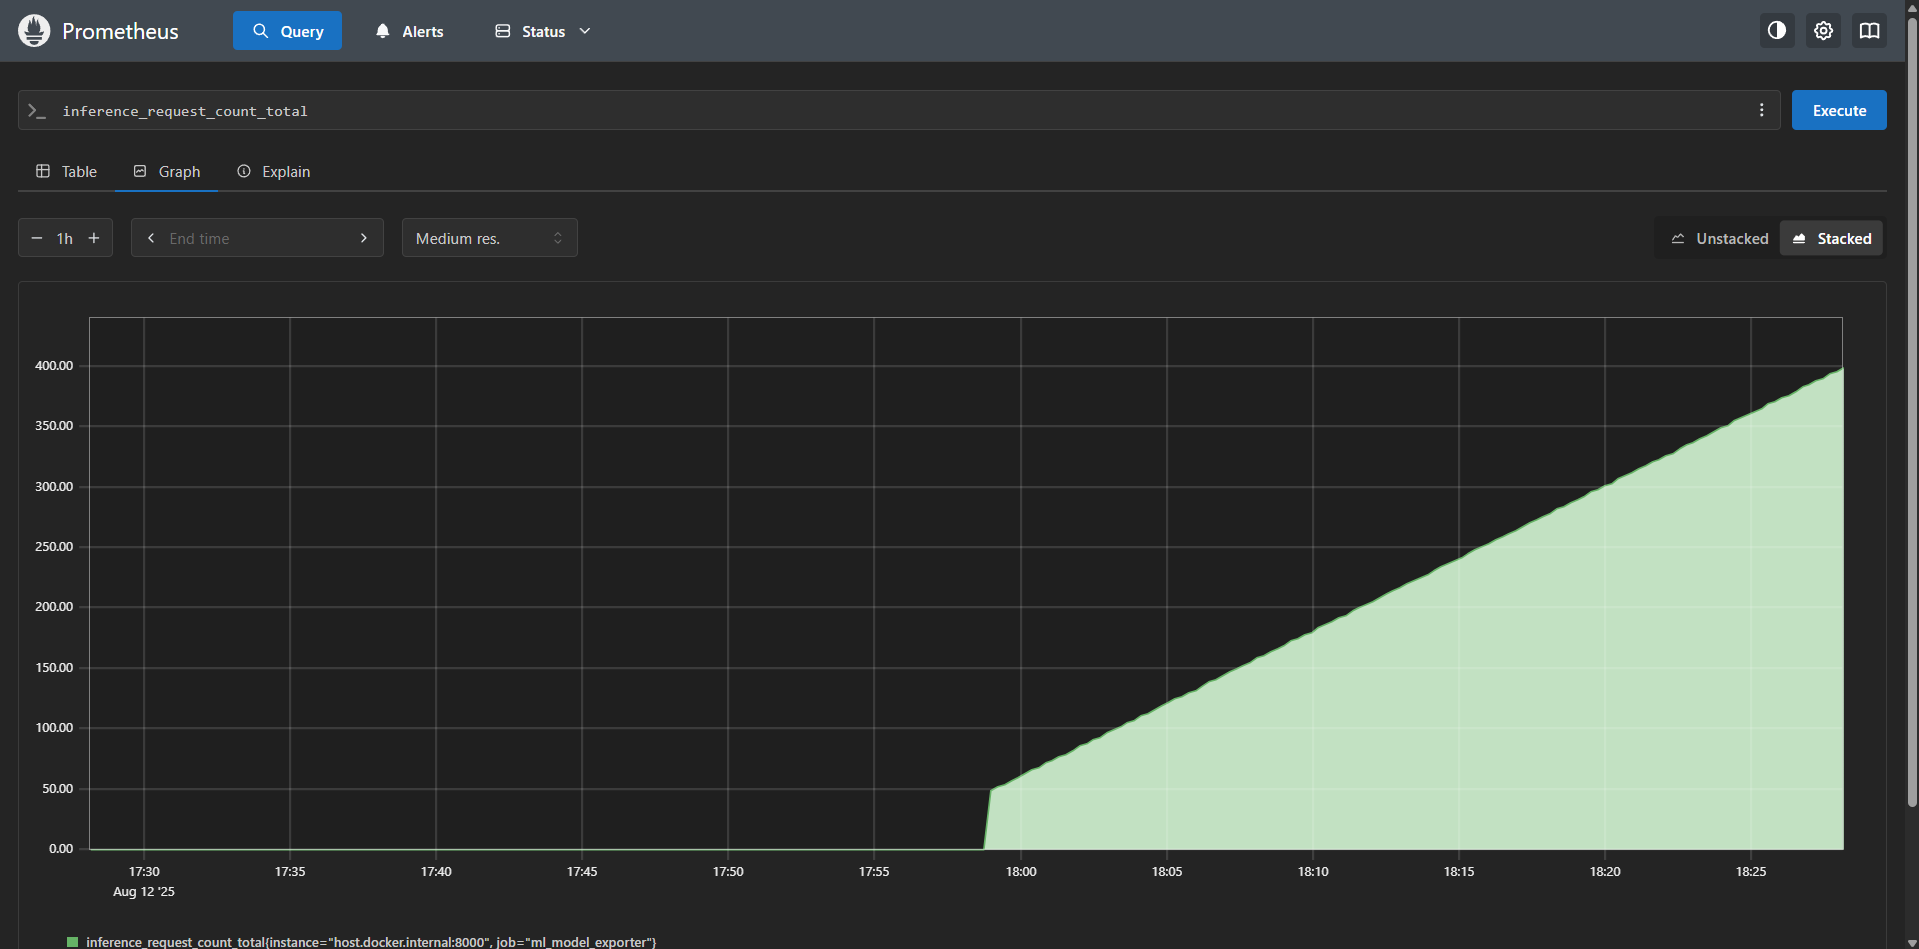 Prometheus Query Alerts Status
inference_request_count_total Execute
Table Graph Explain
1h End time Medium res. Unstacked Stacked
400.00
350.00
300.00
250.00
200.00
150.00
100.00
50.00
0.00
17:30 17:35 17:40 17:45 17:50 17:55 18:00 18:05 18:10 18:15 18:20 18:25
Aug 12 '25
inference_request_count_total{instance="host.docker.internal:8000", job="ml_model_exporter"}